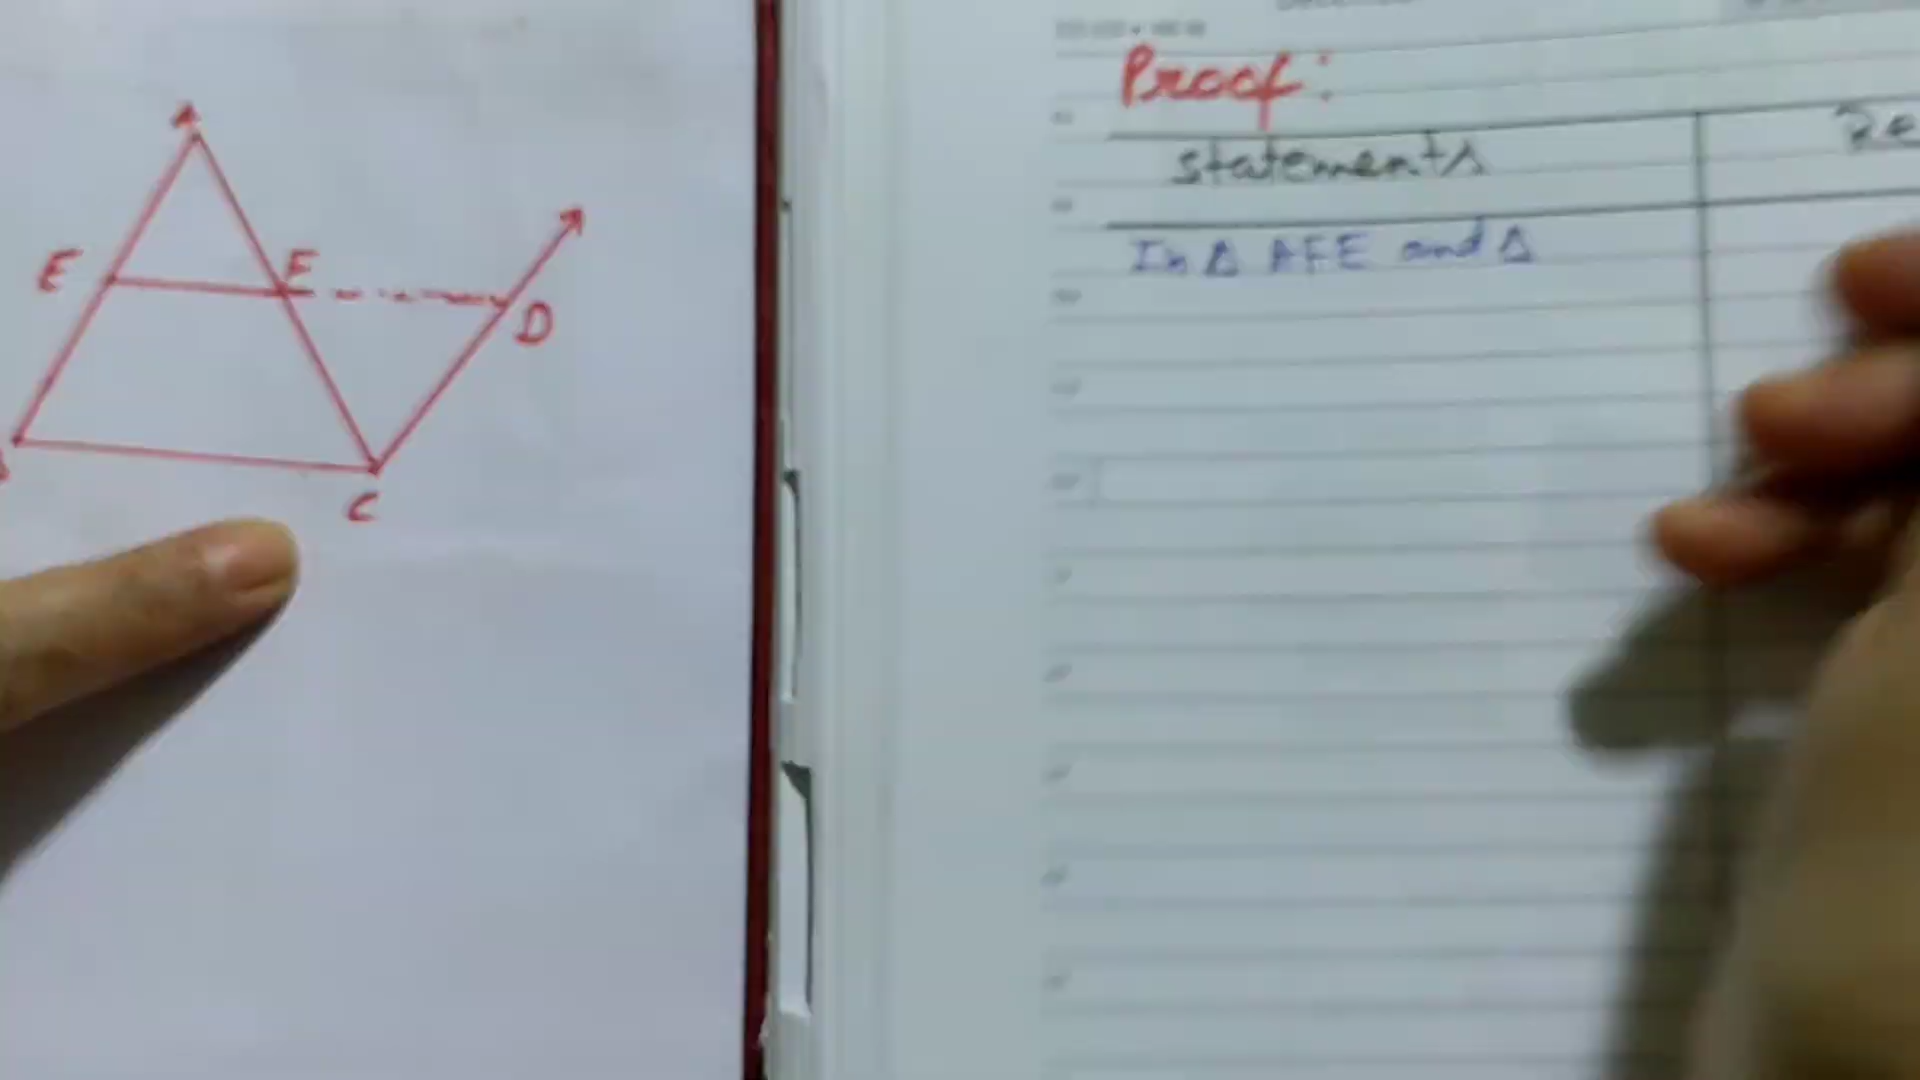 A
E
F
D
C
Proof:
statements
In Δ AFE and Δ